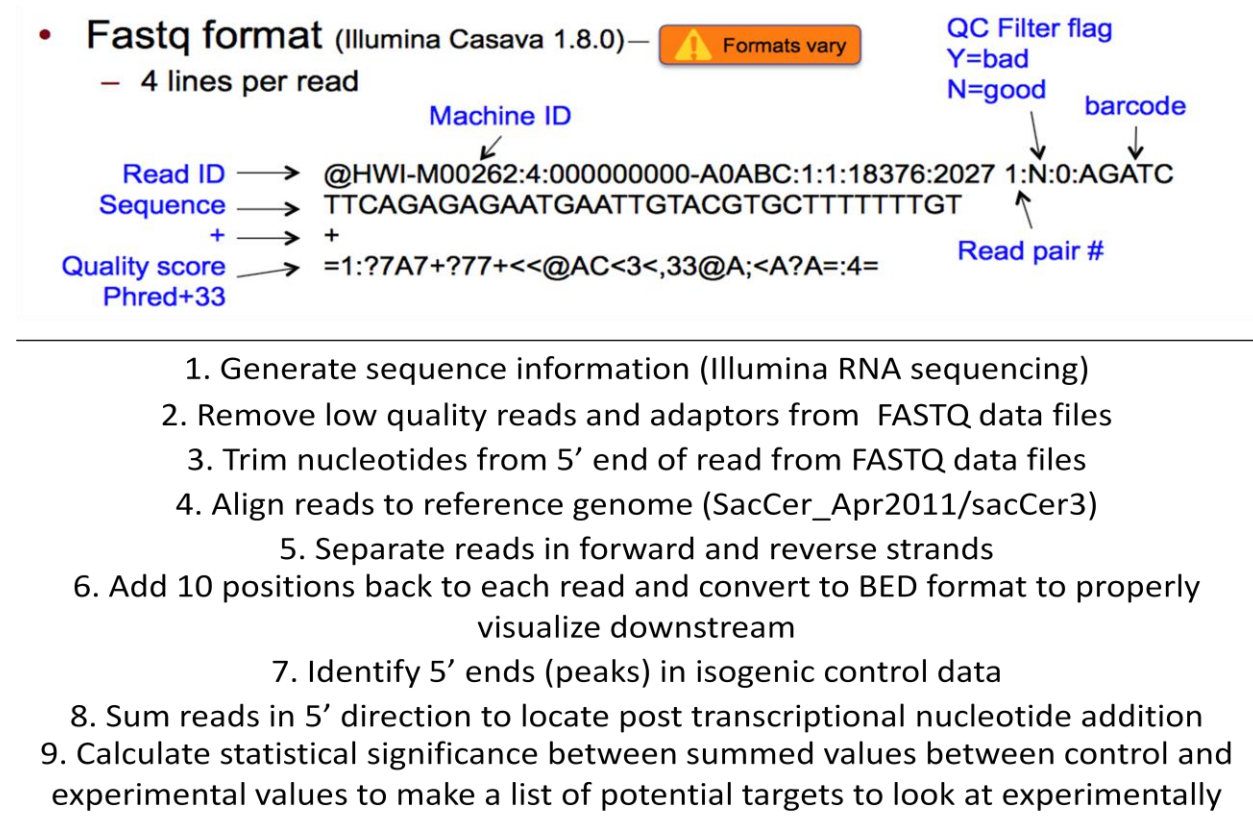 • Fastq format (Illumina Casava 1.8.0)– Formats vary
– 4 lines per read
QC Filter flag
Y=bad
N=good
barcode
Machine ID
Read ID @HWI-M00262:4:000000000-A0ABC:1:1:18376:2027 1:N:0:AGATC
Sequence TTCAGAGAGAATGAATTGTACGTGCTTTTTTTGT
+ +
Quality score =1:?7A7+?77+<<@AC<3<,33@A;<A?A=:4=
Phred+33
Read pair #
1. Generate sequence information (Illumina RNA sequencing)
2. Remove low quality reads and adaptors from FASTQ data files
3. Trim nucleotides from 5’ end of read from FASTQ data files
4. Align reads to reference genome (SacCer_Apr2011/sacCer3)
5. Separate reads in forward and reverse strands
6. Add 10 positions back to each read and convert to BED format to properly
visualize downstream
7. Identify 5’ ends (peaks) in isogenic control data
8. Sum reads in 5’ direction to locate post transcriptional nucleotide addition
9. Calculate statistical significance between summed values between control and
experimental values to make a list of potential targets to look at experimentally